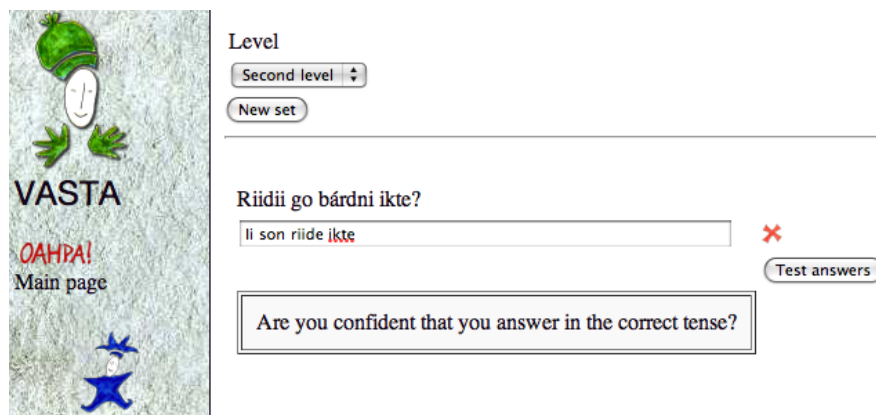 Level
Second level
New set
VASTA
Riidii go bárdni ikte?
Ii son riide ikte
OAHPA!
Main page
Test answers
Are you confident that you answer in the correct tense?